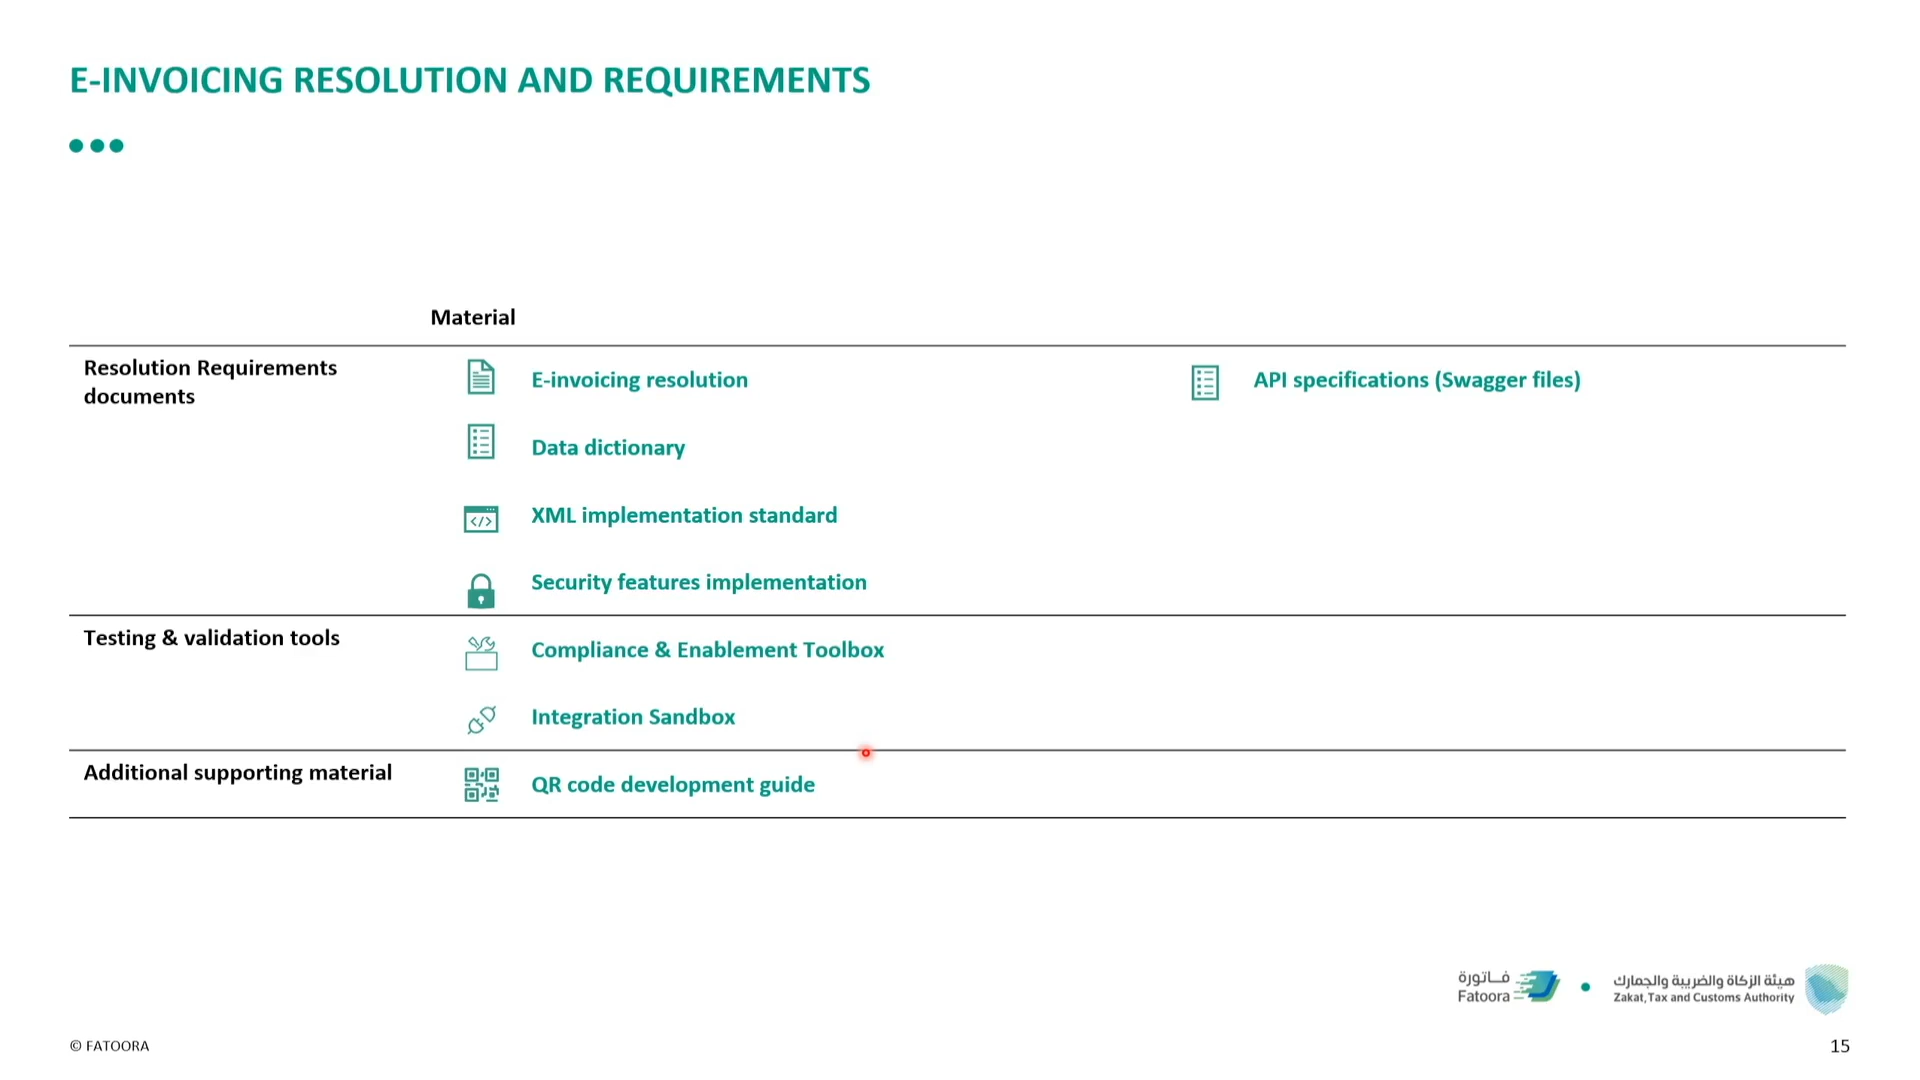 E-INVOICING RESOLUTION AND REQUIREMENTS
Material
Resolution Requirements
documents
E-invoicing resolution
API specifications (Swagger files)
Data dictionary
XML implementation standard
Security features implementation
Testing & validation tools
Compliance & Enablement Toolbox
Integration Sandbox
Additional supporting material
QR code development guide
فـاتورة
Fatoora
هيئة الزكاة والضريبة والجمارك
Zakat, Tax and Customs Authority
© FATOORA
15